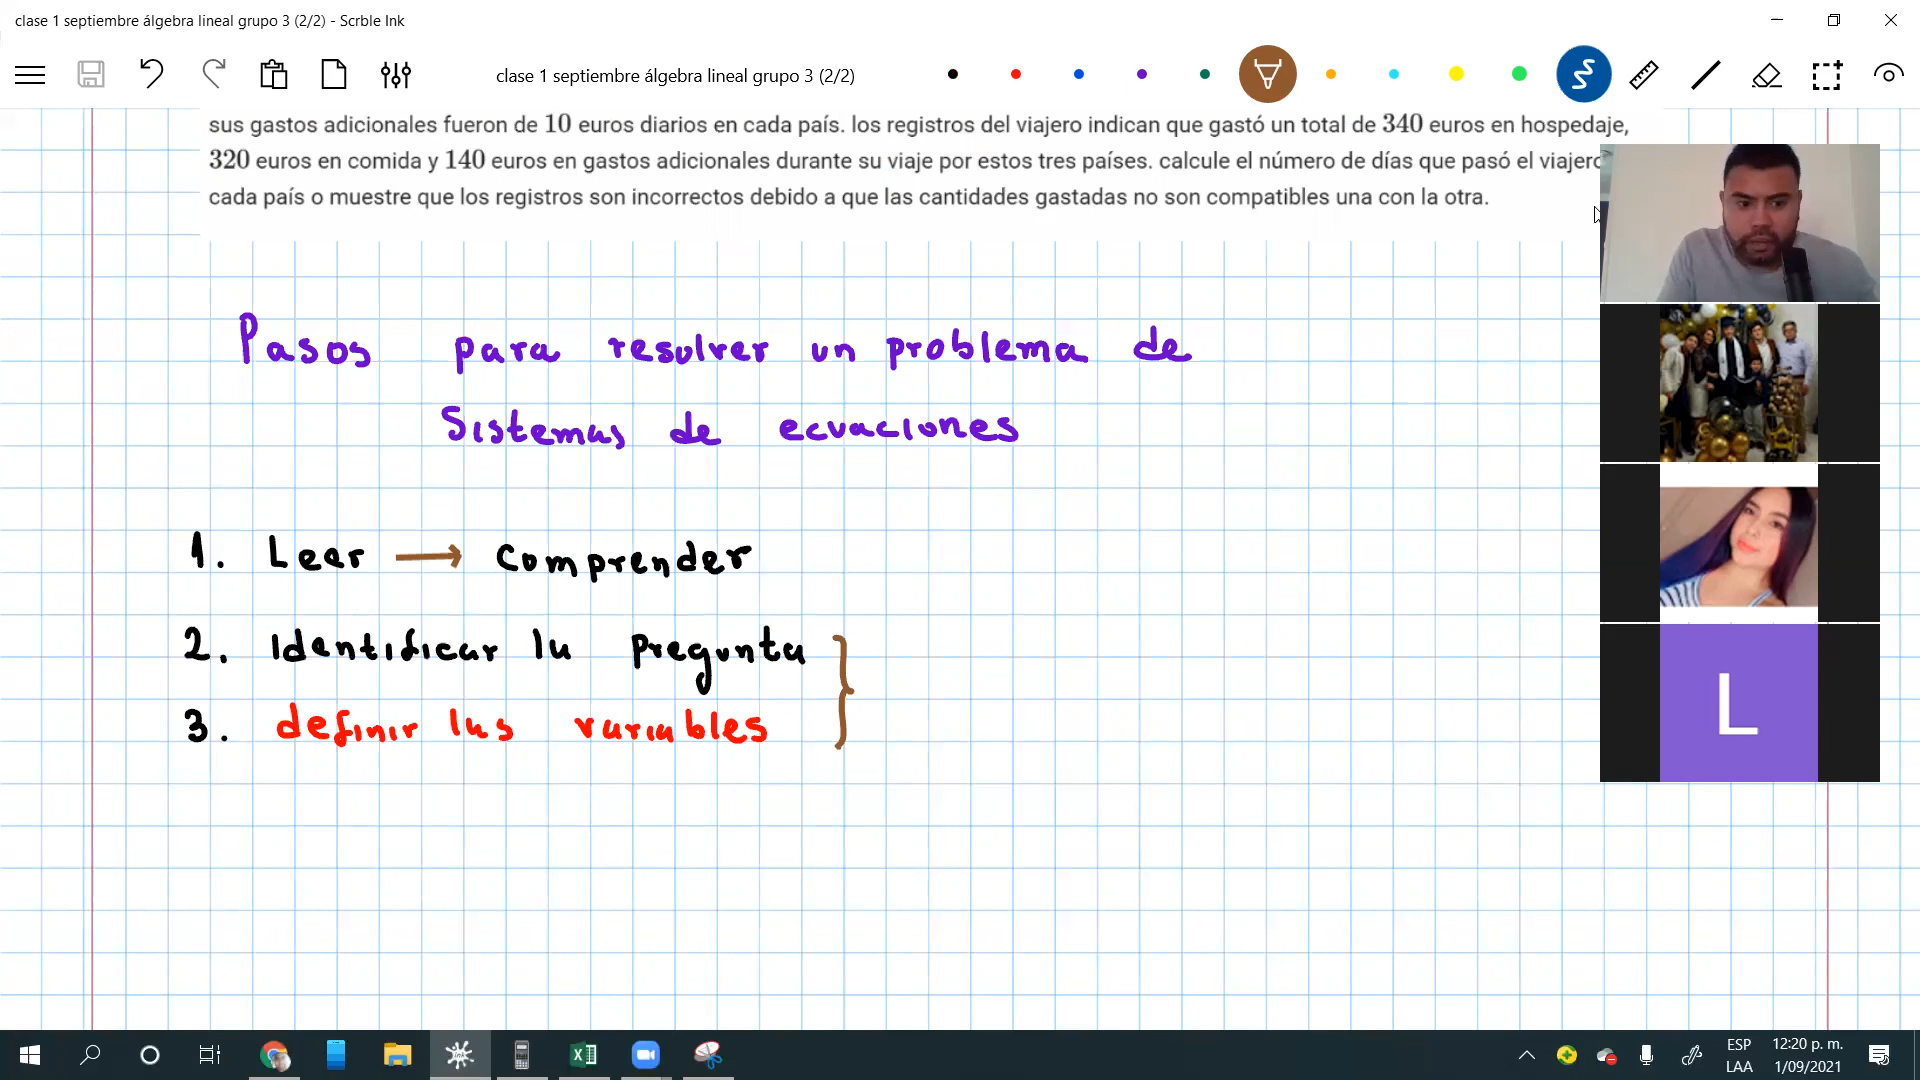 clase 1 septiembre álgebra lineal grupo 3 (2/2) - Scrble Ink
clase 1 septiembre álgebra lineal grupo 3 (2/2)
sus gastos adicionales fueron de 10 euros diarios en cada país. los registros del viajero indican que gastó un total de 340 euros en hospedaje,
320 euros en comida y 140 euros en gastos adicionales durante su viaje por estos tres países. calcule el número de días que pasó el viajero
cada país o muestre que los registros son incorrectos debido a que las cantidades gastadas no son compatibles una con la otra.
Pasos para resolver un problema de
Sistemas de ecuaciones
1. Leer → Comprender
2. Identificar la pregunta
3. definir las variables
L
ESP
LAA
12:20 p. m.
1/09/2021